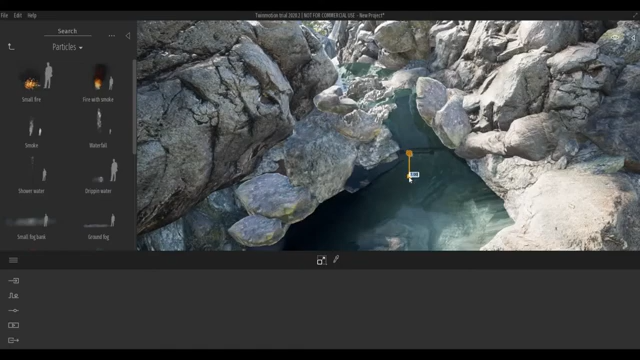 File Edit Help
Twinmotion trial 2020.2 | NOT FOR COMMERCIAL USE - New Project*
Search
Particles
Small fire
Fire with smoke
Smoke
Waterfall
Shower water
Drippin water
Small fog bank
Ground fog